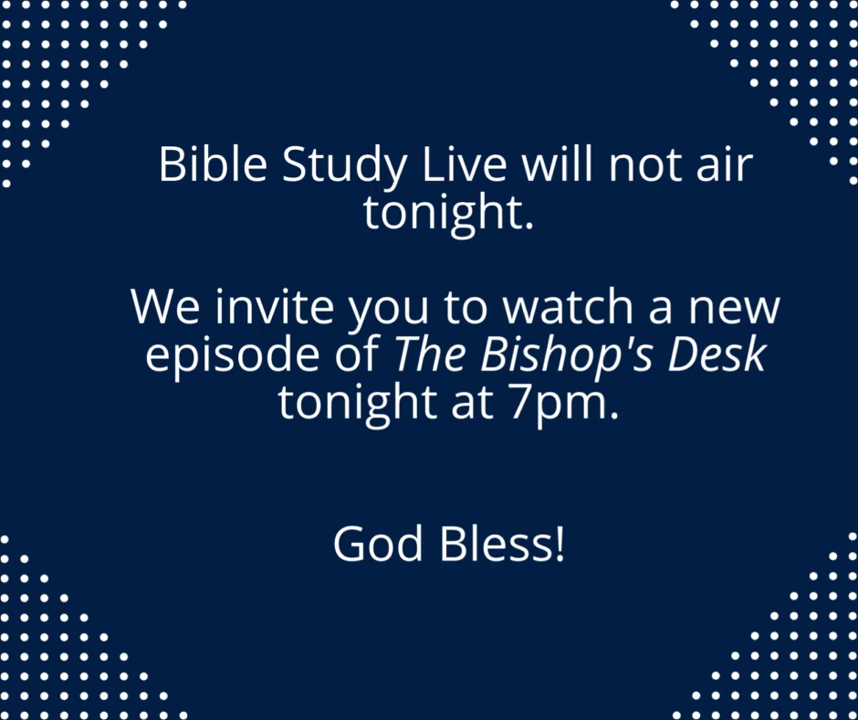 Bible Study Live will not air
tonight.
We invite you to watch a new
episode of The Bishop's Desk
tonight at 7pm.
God Bless!